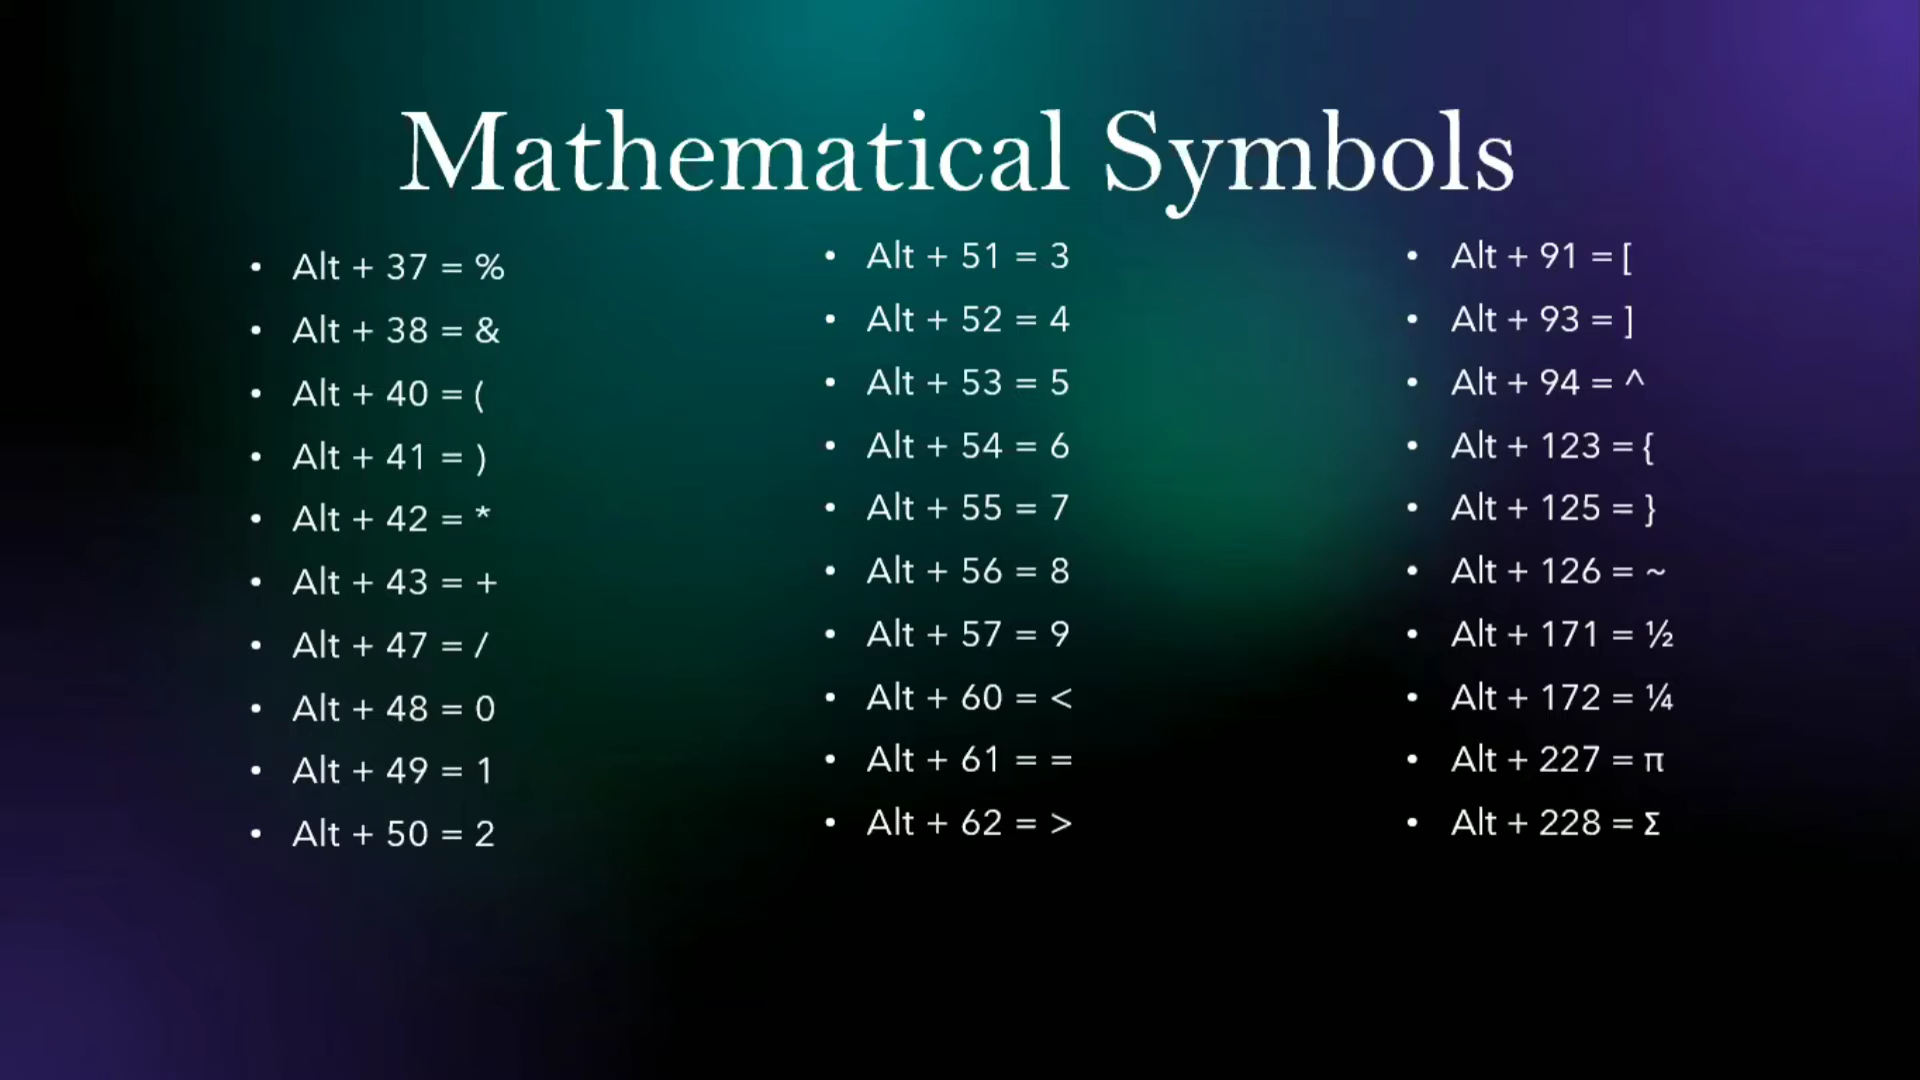 Mathematical Symbols
• Alt + 37 = %
• Alt + 38 = &
• Alt + 40 = (
• Alt + 41 = )
• Alt + 42 = *
• Alt + 43 = +
• Alt + 47 = /
• Alt + 48 = 0
• Alt + 49 = 1
• Alt + 50 = 2
• Alt + 51 = 3
• Alt + 52 = 4
• Alt + 53 = 5
• Alt + 54 = 6
• Alt + 55 = 7
• Alt + 56 = 8
• Alt + 57 = 9
• Alt + 60 = <
• Alt + 61 = =
• Alt + 62 = >
• Alt + 91 = [
• Alt + 93 = ]
• Alt + 94 = ^
• Alt + 123 = {
• Alt + 125 = }
• Alt + 126 = ~
• Alt + 171 = ½
• Alt + 172 = ¼
• Alt + 227 = π
• Alt + 228 = Σ